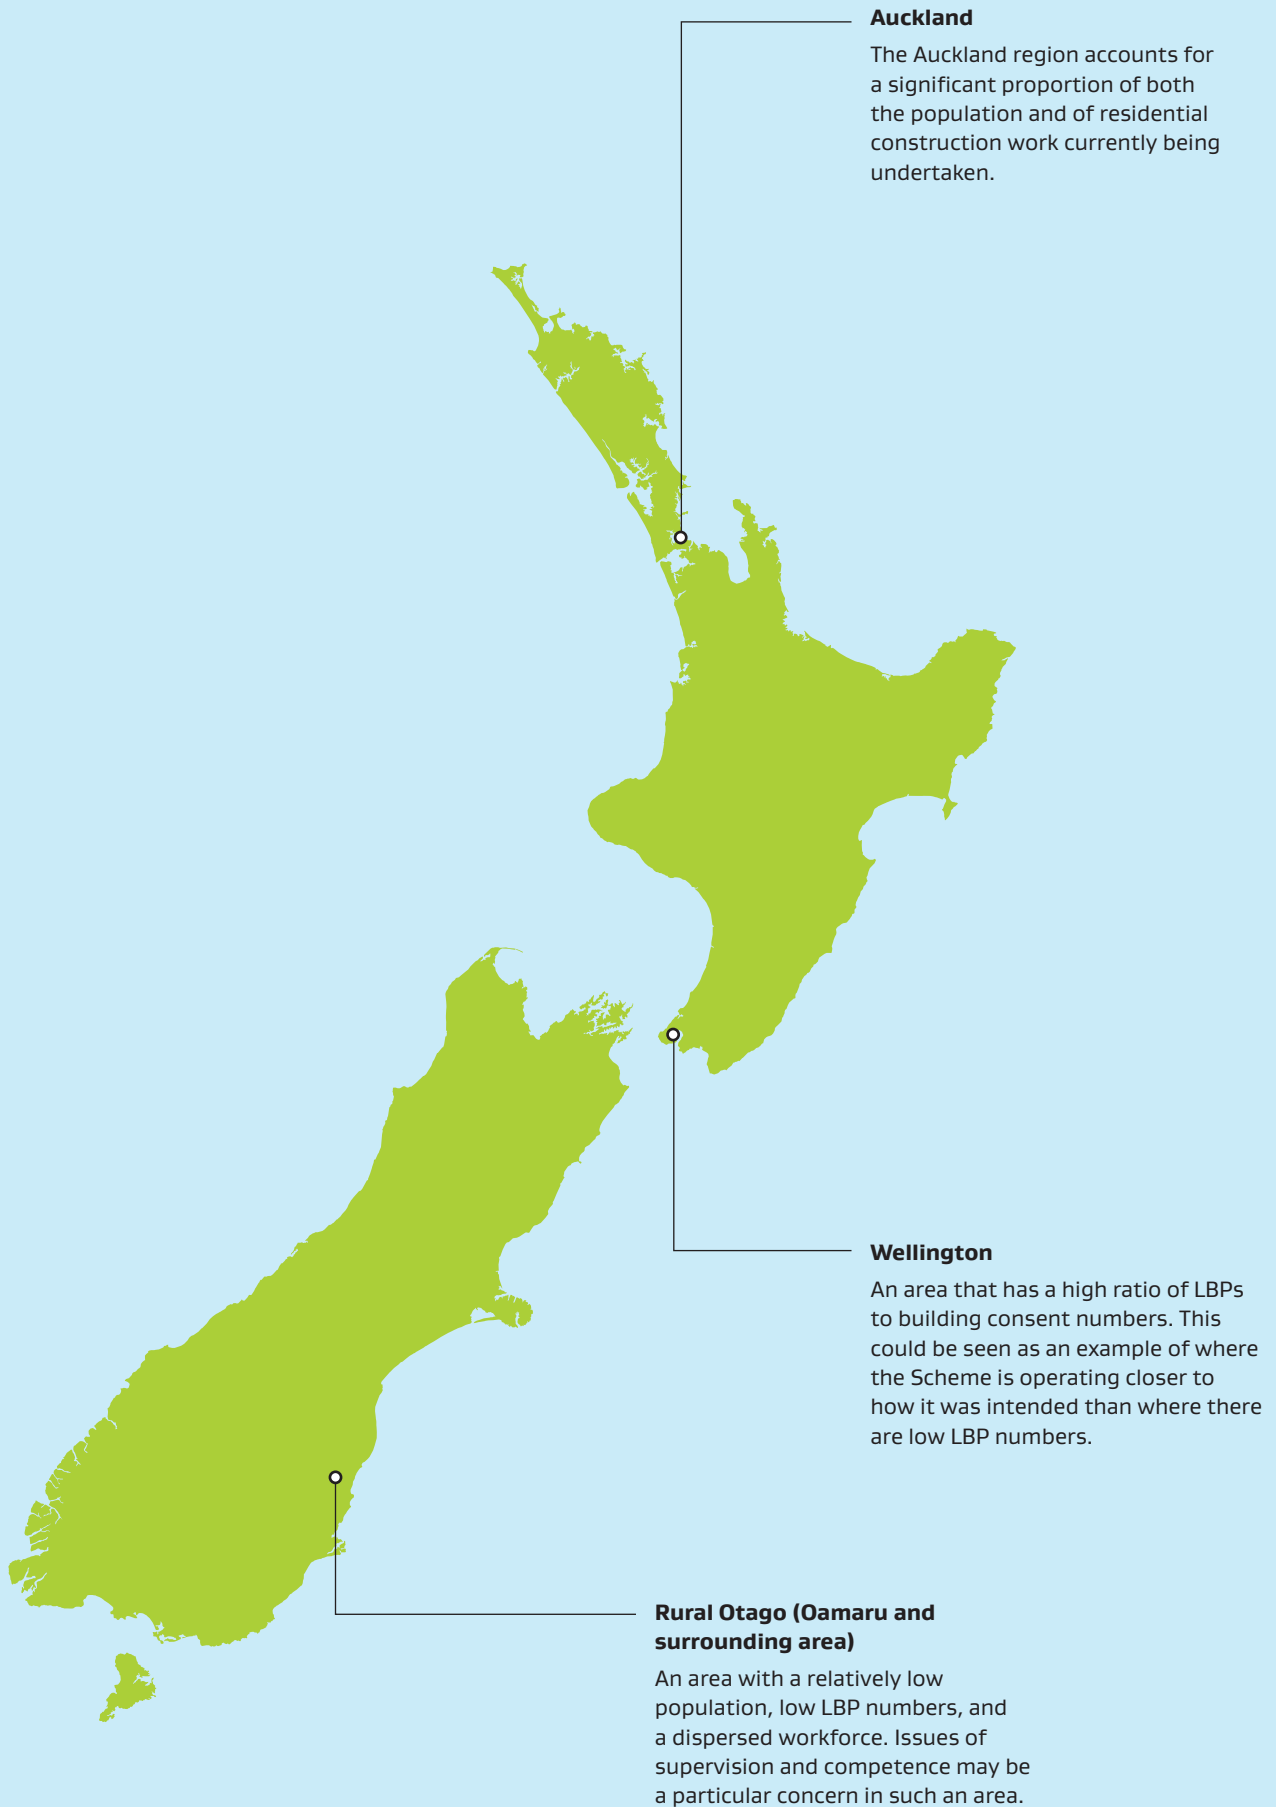 Auckland
The Auckland region accounts for
a significant proportion of both
the population and of residential
construction work currently being
undertaken.
Wellington
An area that has a high ratio of LBPs
to building consent numbers. This
could be seen as an example of where
the Scheme is operating closer to
how it was intended than where there
are low LBP numbers.
Rural Otago (Oamaru and
surrounding area)
An area with a relatively low
population, low LBP numbers, and
a dispersed workforce. Issues of
supervision and competence may be
a particular concern in such an area.